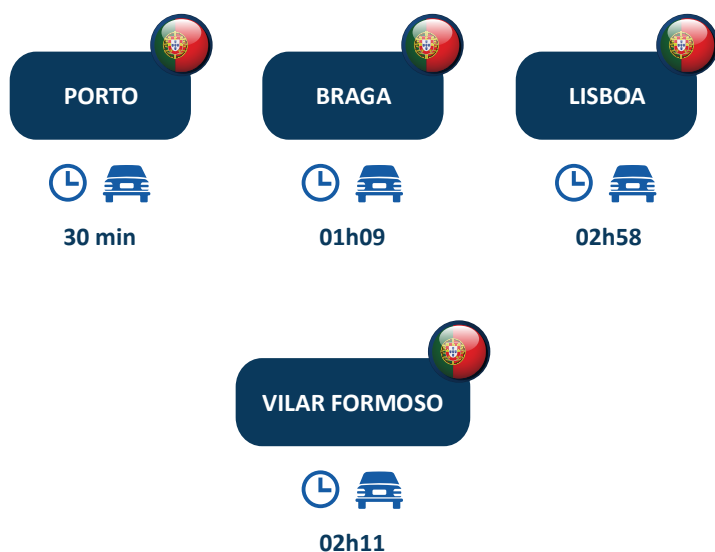 PORTO
BRAGA
LISBOA
30 min
01h09
02h58
VILAR FORMOSO
02h11